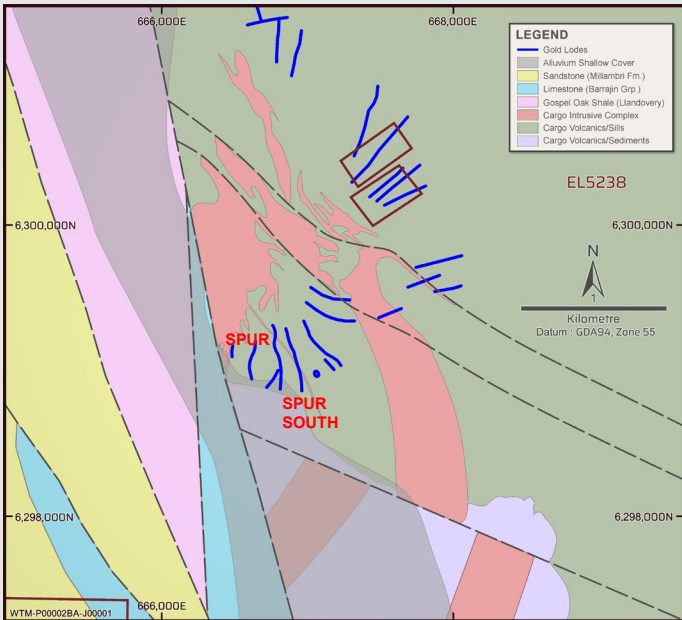 666,000E
668,000E
LEGEND
Gold Lodes
Alluvium Shallow Cover
Sandstone (Millambri Fm.)
Limestone (Barrajin Grp.)
Gospel Oak Shale (Llandovery)
Cargo Intrusive Complex
Cargo Volcanics/Sills
Cargo Volcanics/Sediments
EL5238
6,300,000N
6,300,000N
N
1
Kilometre
Datum : GDA94, Zone 55
SPUR
SPUR
SOUTH
6,298,000N
6,298,000N
666,000E
WTM-P00002BA-J00001